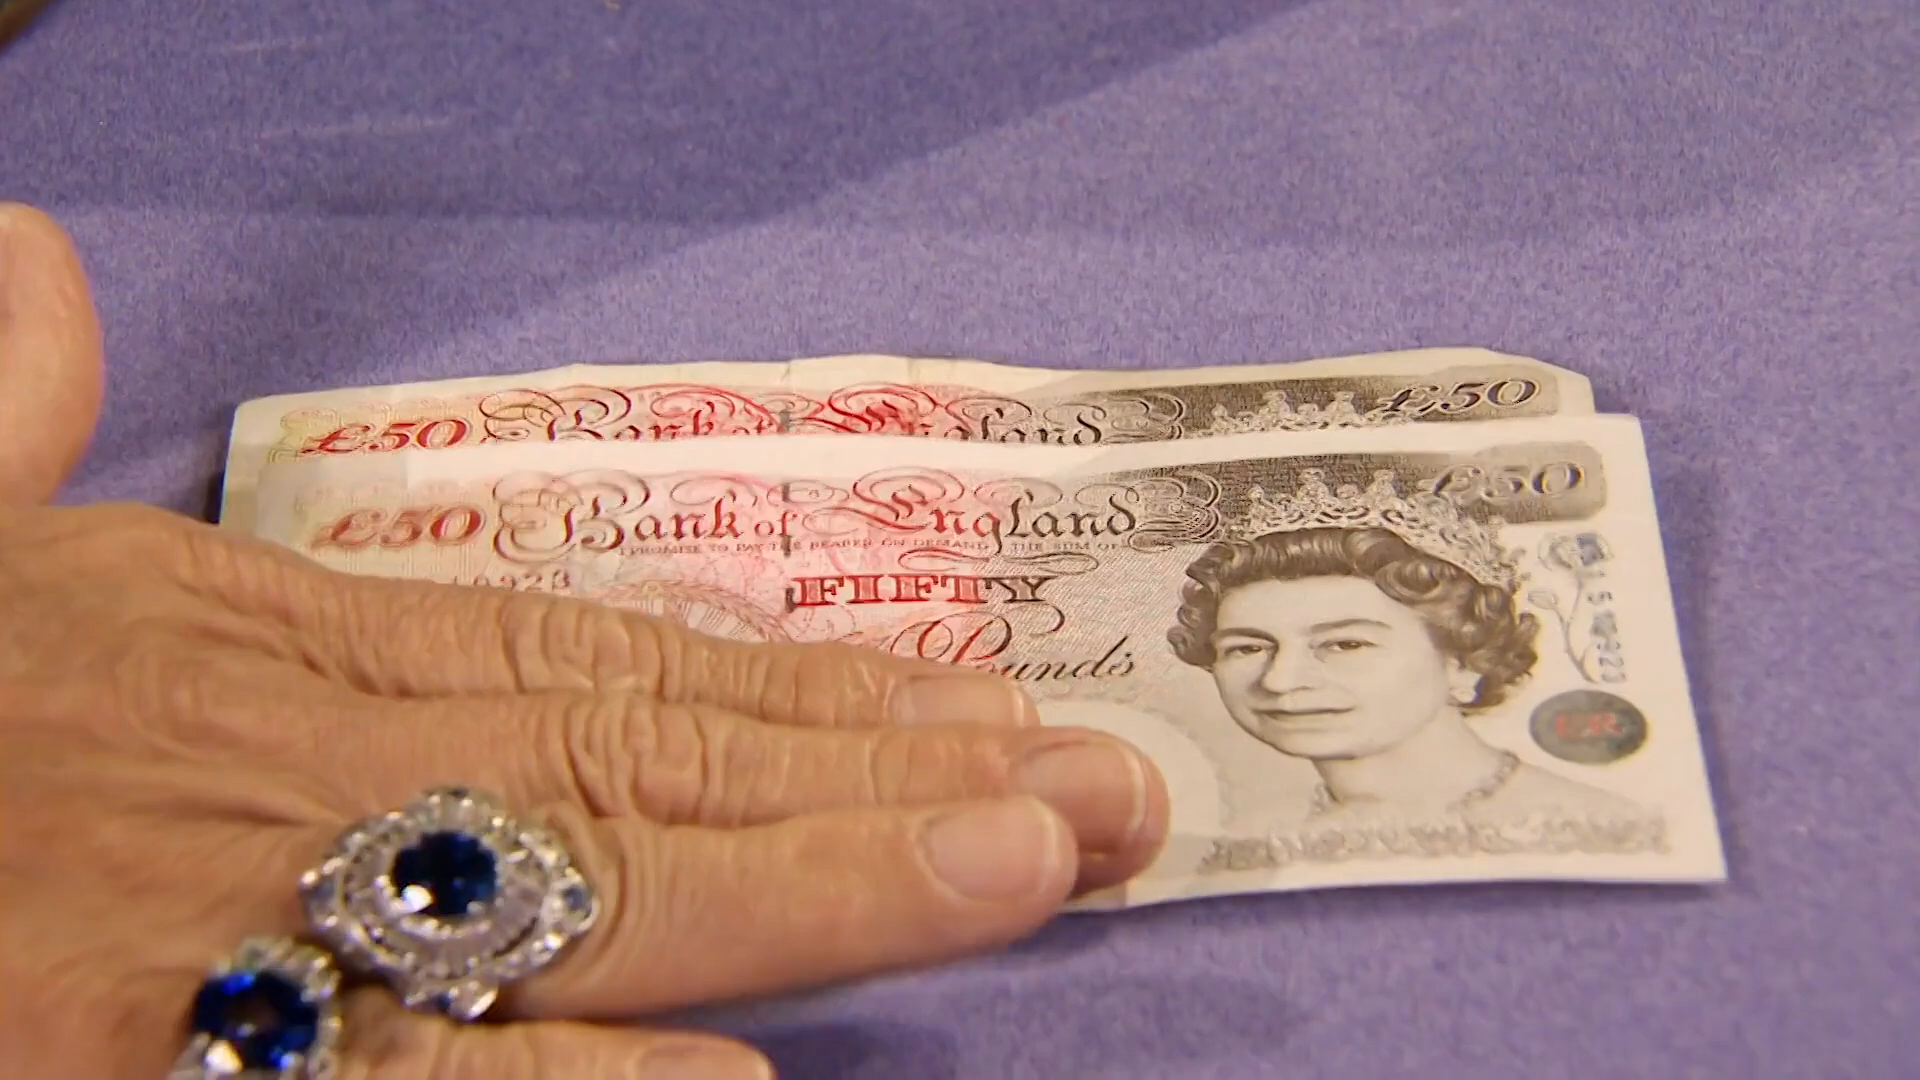 £50 Bank of England £50
£50 Bank of England £50
I PROMISE TO PAY THE BEARER ON DEMAND THE SUM OF
FIFTY
Pounds